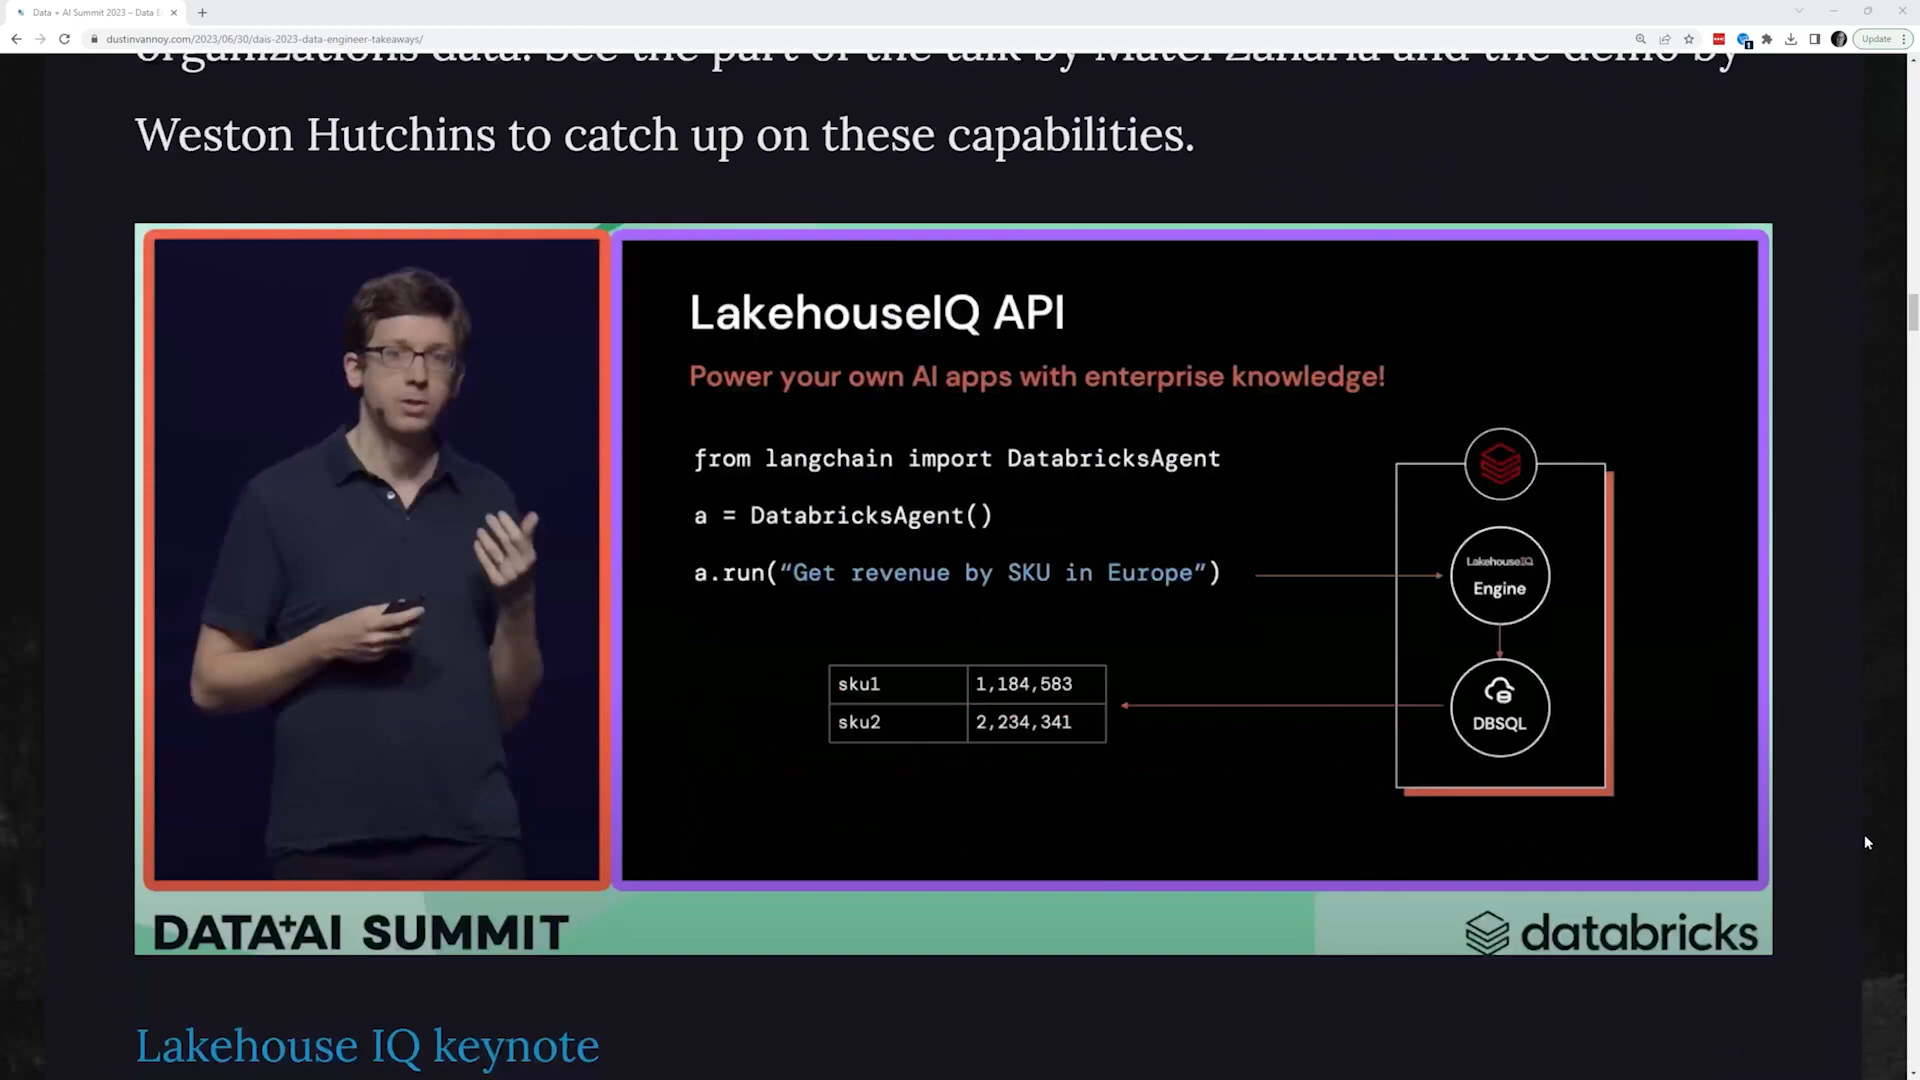 Data + AI Summit 2023 – Data E
dustinvannoy.com/2023/06/30/dais-2023-data-engineer-takeaways/
Update
organizations data. See the part of the talk by Matei Zaharia and the demo by
Weston Hutchins to catch up on these capabilities.
LakehouseIQ API
Power your own AI apps with enterprise knowledge!
from langchain import DatabricksAgent
a = DatabricksAgent()
a.run(“Get revenue by SKU in Europe”)
LakehouseIQ
Engine
sku1 1,184,583
sku2 2,234,341
DBSQL
DATA+AI SUMMIT
databricks
Lakehouse IQ keynote